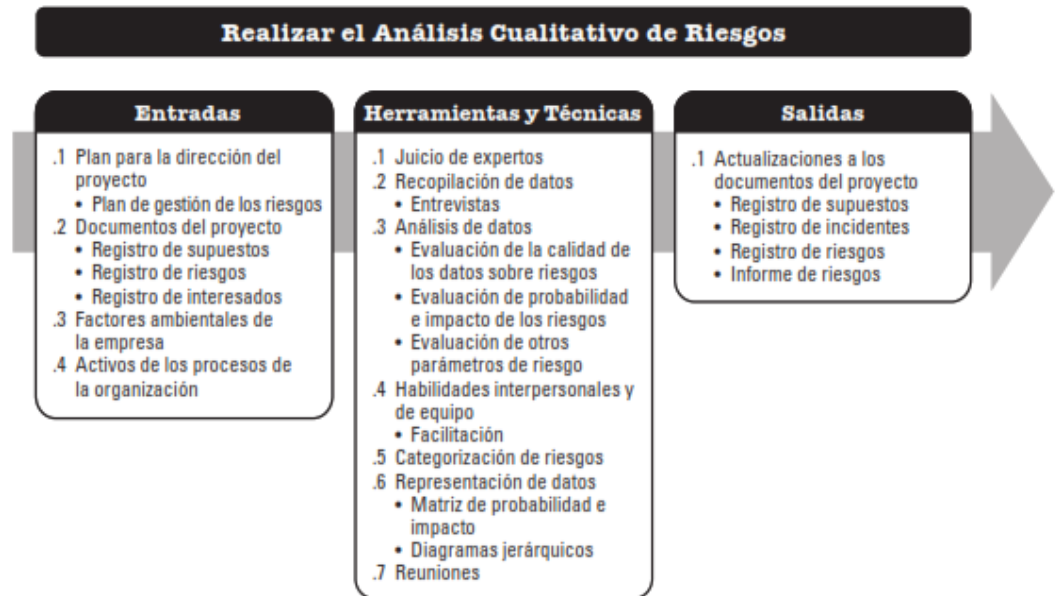 Realizar el Análisis Cualitativo de Riesgos
Entradas
.1 Plan para la dirección del
proyecto
• Plan de gestión de los riesgos
.2 Documentos del proyecto
• Registro de supuestos
• Registro de riesgos
• Registro de interesados
.3 Factores ambientales de
la empresa
.4 Activos de los procesos de
la organización
Herramientas y Técnicas
.1 Juicio de expertos
.2 Recopilación de datos
• Entrevistas
.3 Análisis de datos
• Evaluación de la calidad de
los datos sobre riesgos
• Evaluación de probabilidad
e impacto de los riesgos
• Evaluación de otros
parámetros de riesgo
.4 Habilidades interpersonales y
de equipo
• Facilitación
.5 Categorización de riesgos
.6 Representación de datos
• Matriz de probabilidad e
impacto
• Diagramas jerárquicos
.7 Reuniones
Salidas
.1 Actualizaciones a los
documentos del proyecto
• Registro de supuestos
• Registro de incidentes
• Registro de riesgos
• Informe de riesgos